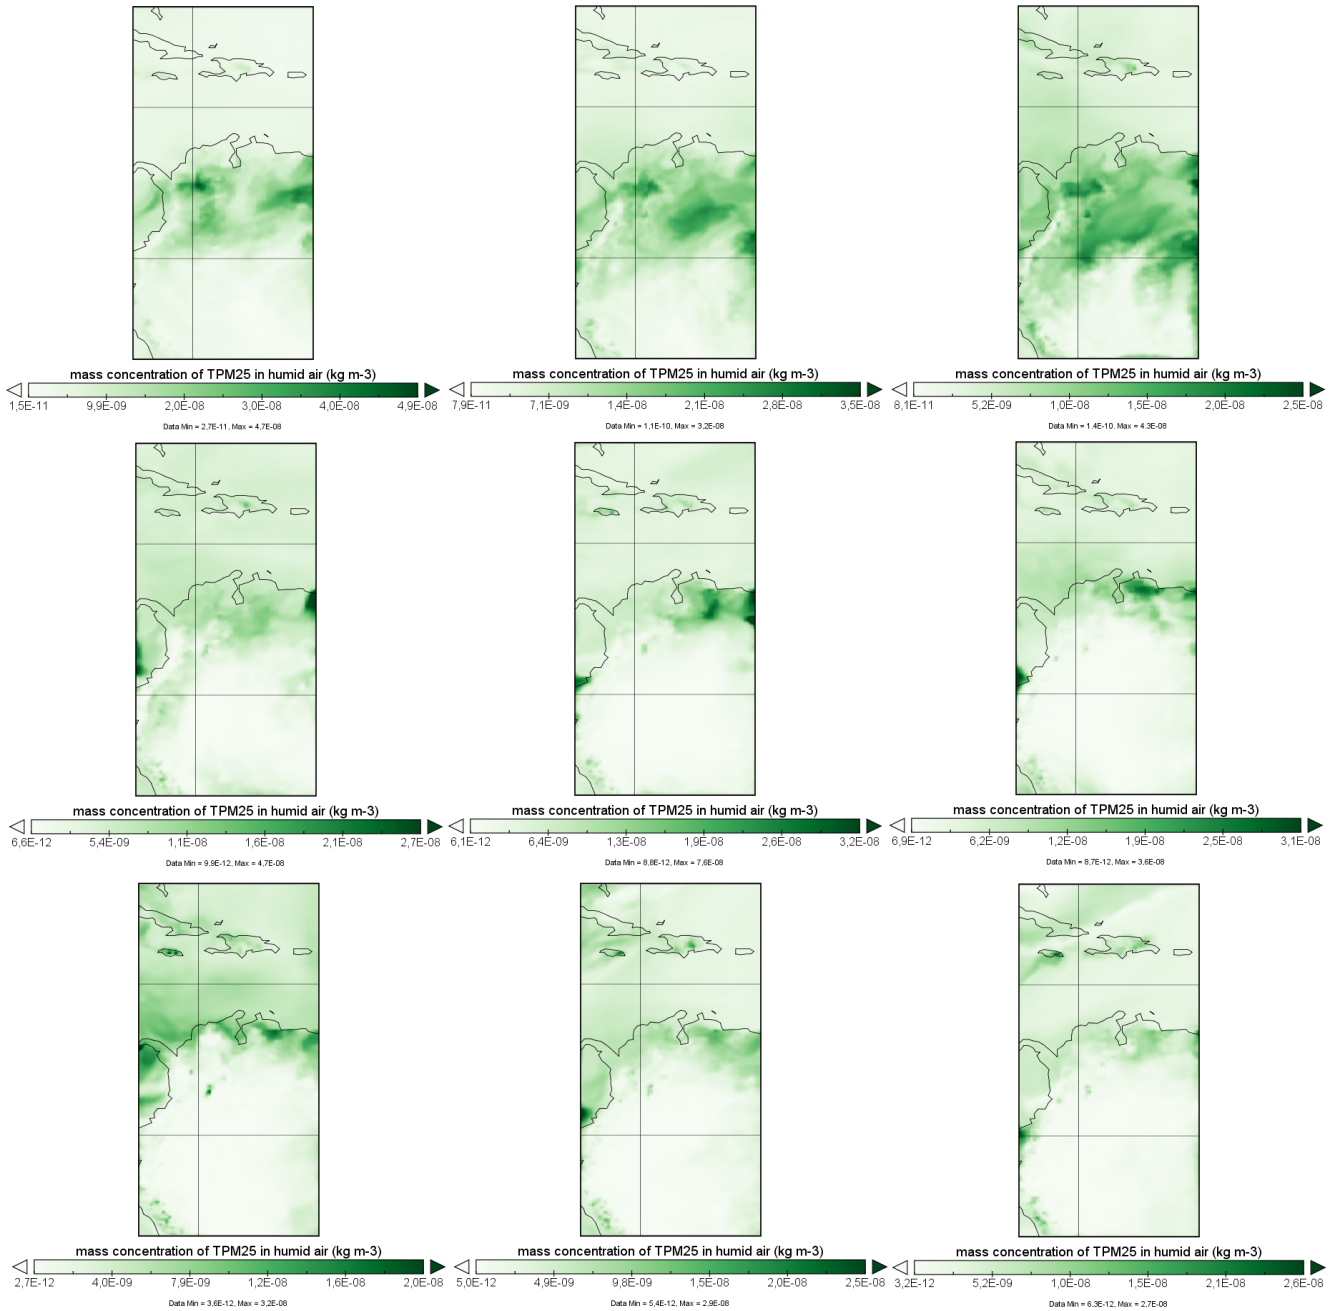 mass concentration of TPM25 in humid air (kg m-3)
1,5E-11 9,9E-09 2,0E-08 3,0E-08 4,0E-08 4,9E-08
Data Min = 2,7E-11, Max = 4,7E-08
mass concentration of TPM25 in humid air (kg m-3)
7,9E-11 7,1E-09 1,4E-08 2,1E-08 2,8E-08 3,5E-08
Data Min = 1,1E-10, Max = 3,2E-08
mass concentration of TPM25 in humid air (kg m-3)
8,1E-11 5,2E-09 1,0E-08 1,5E-08 2,0E-08 2,5E-08
Data Min = 1,4E-10, Max = 4,3E-08
mass concentration of TPM25 in humid air (kg m-3)
6,6E-12 5,4E-09 1,1E-08 1,6E-08 2,1E-08 2,7E-08
Data Min = 9,9E-12, Max = 4,7E-08
mass concentration of TPM25 in humid air (kg m-3)
6,1E-12 6,4E-09 1,3E-08 1,9E-08 2,6E-08 3,2E-08
Data Min = 8,8E-12, Max = 7,6E-08
mass concentration of TPM25 in humid air (kg m-3)
6,9E-12 6,2E-09 1,2E-08 1,9E-08 2,5E-08 3,1E-08
Data Min = 8,7E-12, Max = 3,6E-08
mass concentration of TPM25 in humid air (kg m-3)
2,7E-12 4,0E-09 7,9E-09 1,2E-08 1,6E-08 2,0E-08
Data Min = 3,6E-12, Max = 3,2E-08
mass concentration of TPM25 in humid air (kg m-3)
5,0E-12 4,9E-09 9,8E-09 1,5E-08 2,0E-08 2,5E-08
Data Min = 5,4E-12, Max = 2,9E-08
mass concentration of TPM25 in humid air (kg m-3)
3,2E-12 5,2E-09 1,0E-08 1,5E-08 2,1E-08 2,6E-08
Data Min = 6,3E-12, Max = 2,7E-08